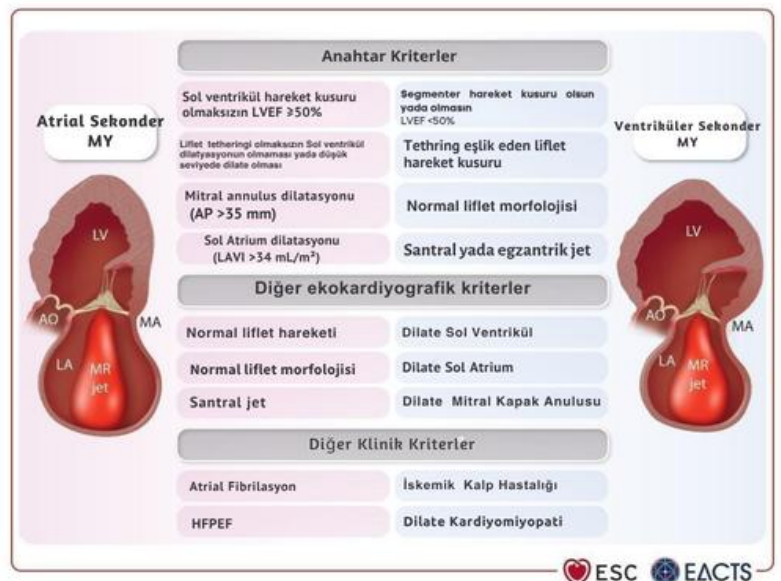 Anahtar Kriterler
Atrial Sekonder
MY
Sol ventrikül hareket kusuru
olmaksızın LVEF ≥50%
Liflet tetheringi olmaksızın Sol ventrikül
dilatyasyonun olmaması yada düşük
seviyede dilate olması
Mitral annulus dilatasyonu
(AP >35 mm)
Sol Atrium dilatasyonu
(LAVI >34 mL/m²)
Segmenter hareket kusuru olsun
yada olmasın
LVEF <50%
Tethring eşlik eden liflet
hareket kusuru
Normal liflet morfolojisi
Santral yada egzantrik jet
Ventriküler Sekonder
MY
LV
AO
MA
LA
MR
jet
LV
AO
MA
LA
MR
jet
Diğer ekokardiyografik kriterler
Normal liflet hareketi
Normal liflet morfolojisi
Santral jet
Dilate Sol Ventrikül
Dilate Sol Atrium
Dilate Mitral Kapak Anulusu
Diğer Klinik Kriterler
Atrial Fibrilasyon
HFPEF
İskemik Kalp Hastalığı
Dilate Kardiyomiyopati
ESC EACTS